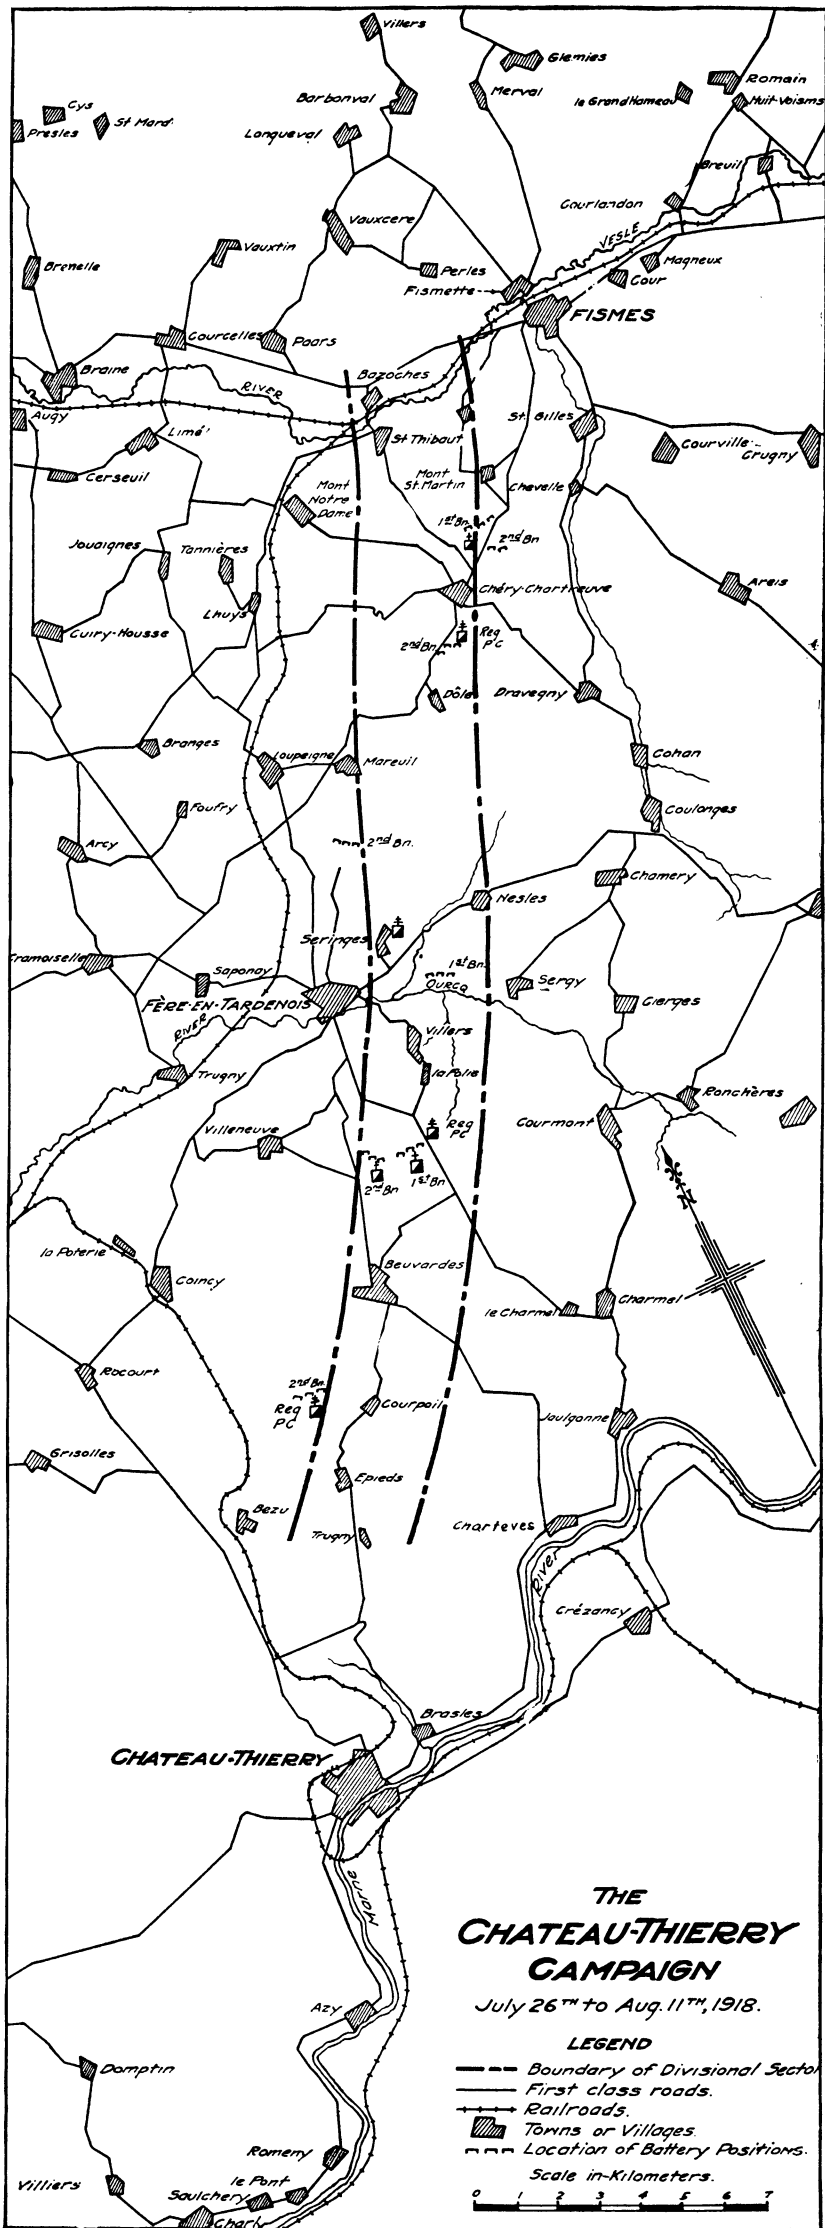 Villers
Glemies
Romain
Cys
Barbonval
Merval
le Grand Hameau
Huit-Voisins
St Mard
Presles
Longueval
Breuil
Courlandon
Vauxcere
VESLE
Vauxtin
Magneux
Brenelle
Perles
Cour
Fismette
FISMES
Courcelles
Paars
Braine
RIVER
Bazoches
Augy
Limé
St Thibaut
St Gilles
Courville
Crugny
Cerseuil
Mont
Notre
Dame
Mont
St. Martin
Chevelle
1st Bn
2nd Bn
Jouaignes
Tannières
Chéry-Chartreuve
Areis
Lhuys
Cuiry-Housse
Reg
PC
2nd Bn
4
Dôle
Dravegny
Branges
Loupeigne
Mareuil
Cohan
Foufry
Coulonges
Arcy
2nd Bn.
Chamery
Nesles
Seringes
Cramaiselle
1st Bn.
Saponay
OURCQ
Sergy
FÈRE-EN-TARDENOIS
Cierges
RIVER
Villers
la Folie
Trugny
Ronchères
Villeneuve
Reg
PC
Courmont
2nd Bn
1st Bn
N
la Poterie
Beuvardes
Coincy
le Charmel
Charmel
Rocourt
2nd Bn.
Reg
PC
Courpoil
Jaulgonne
Grisolles
Epieds
Bezu
Trugny
Charteves
River
Crézancy
Brasles
CHATEAU-THIERRY
Marne
THE
CHATEAU-THIERRY
CAMPAIGN
July 26TH to Aug. 11TH, 1918.
Azy
LEGEND
Boundary of Divisional Sector
First class roads.
Railroads.
Towns or Villages.
Location of Battery Positions.
Scale in Kilometers.
0 1 2 3 4 5 6 7
Domptin
Romeny
le Pont
Villiers
Saulchery
Charl